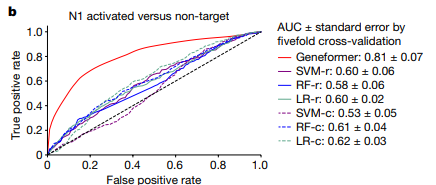 b
N1 activated versus non-target
AUC ± standard error by
fivefold cross-validation
Geneformer: 0.81 ± 0.07
SVM-r: 0.60 ± 0.06
RF-r: 0.58 ± 0.06
LR-r: 0.60 ± 0.02
SVM-c: 0.53 ± 0.05
RF-c: 0.61 ± 0.04
LR-c: 0.62 ± 0.03
True positive rate
1.0
0.8
0.6
0.4
0.2
0
0
0.2
0.4
0.6
0.8
1.0
False positive rate